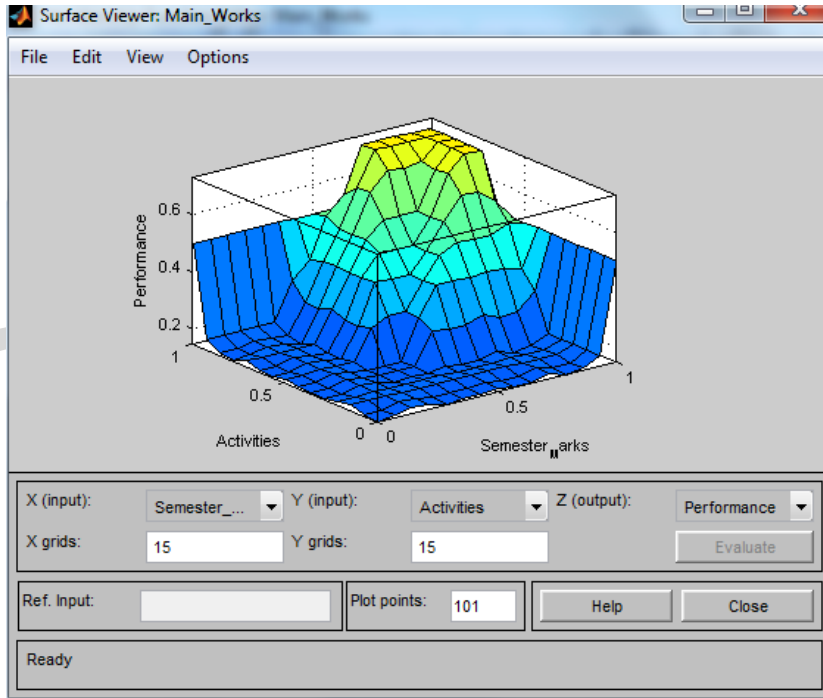 Surface Viewer: Main_Works
File Edit View Options
Performance
0.6
0.4
0.2
1
0.5
0
Activities
0
0.5
1
Semester_Marks
X (input): Semester_... Y (input): Activities Z (output): Performance
X grids: 15 Y grids: 15 Evaluate
Ref. Input: Plot points: 101 Help Close
Ready